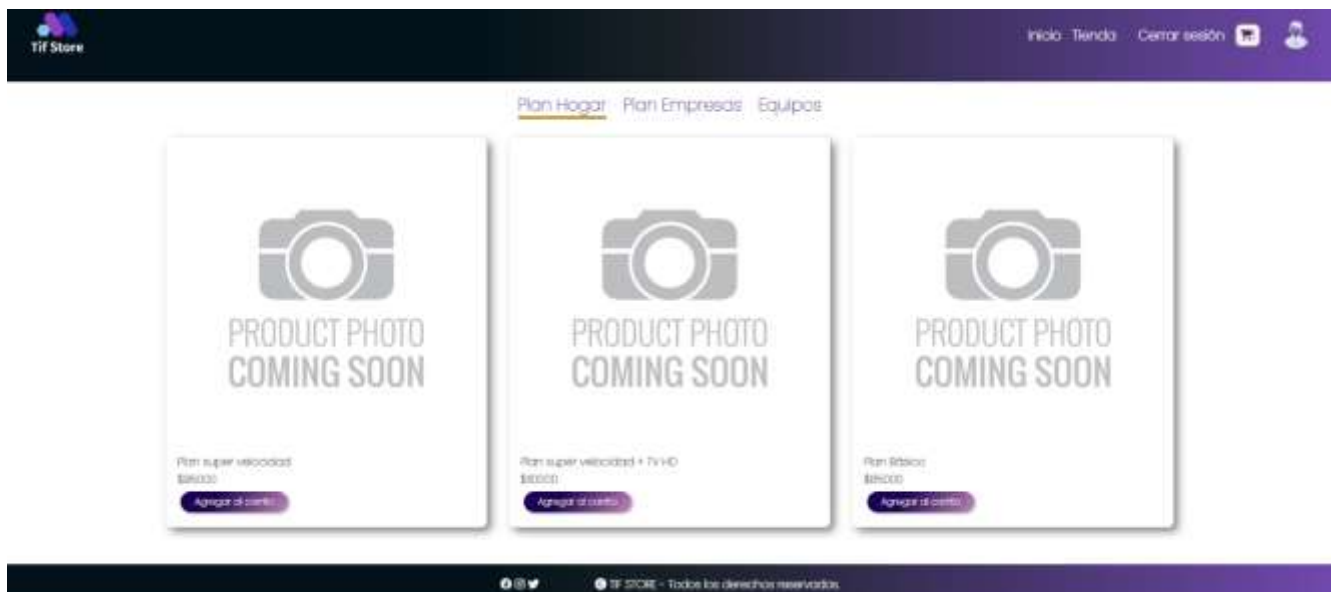 Tif Store
Inicio Tienda Cerrar sesión
Plan Hogar Plan Empresas Equipos
PRODUCT PHOTO
COMING SOON
PRODUCT PHOTO
COMING SOON
PRODUCT PHOTO
COMING SOON
Plan super velocidad
Agregar al carrito
Plan super velocidad + TV HD
Agregar al carrito
Plan Básico
Agregar al carrito
TIF STORE - Todos los derechos reservados.